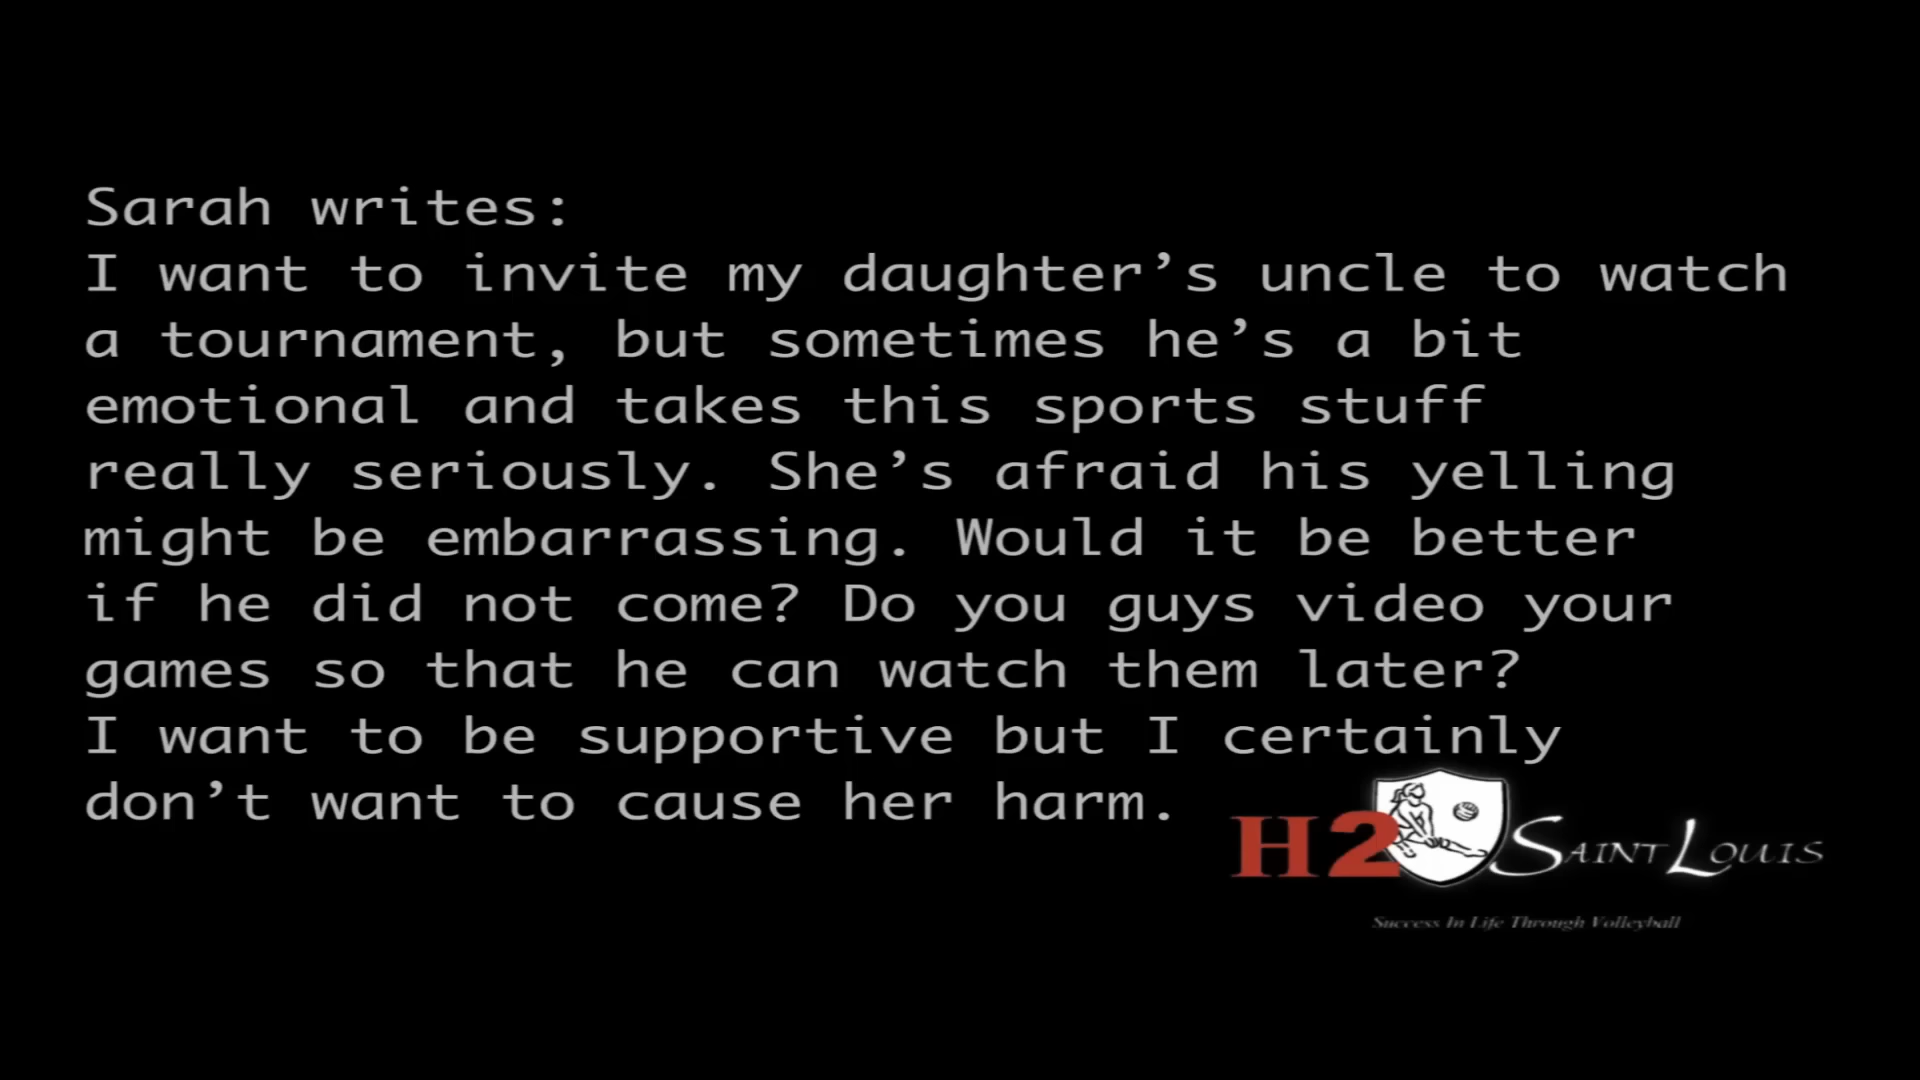 Sarah writes:
I want to invite my daughter’s uncle to watch
a tournament, but sometimes he’s a bit
emotional and takes this sports stuff
really seriously. She’s afraid his yelling
might be embarrassing. Would it be better
if he did not come? Do you guys video your
games so that he can watch them later?
I want to be supportive but I certainly
don’t want to cause her harm.
H2 Saint Louis
Success In Life Through Volleyball